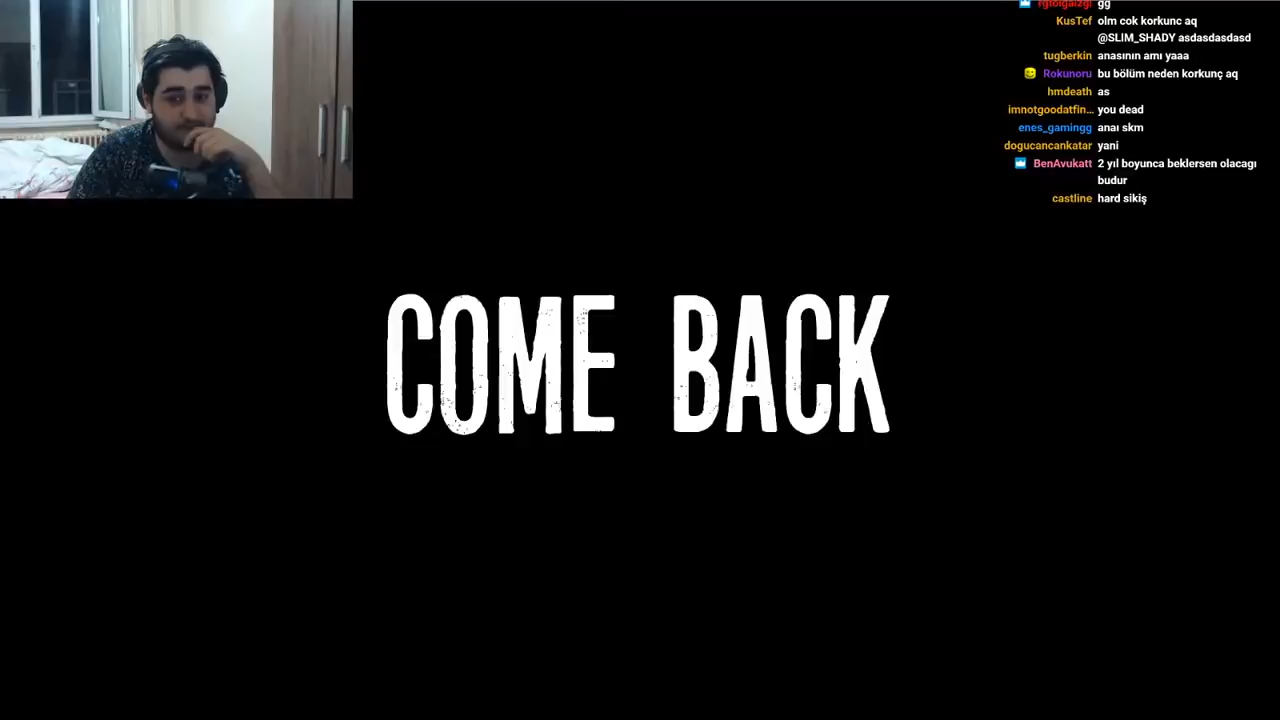 gg
KusTef olm cok korkunc aq
@SLIM_SHADY asdasdasdasd
tugberkin anasının amı yaaa
Rokunoru bu bölüm neden korkunç aq
hmdeath as
imnotgoodatfin… you dead
enes_gamingg anaı skm
dogucancankatar yani
BenAvukatt 2 yıl boyunca beklersen olacagı
budur
castline hard sikiş
COME BACK